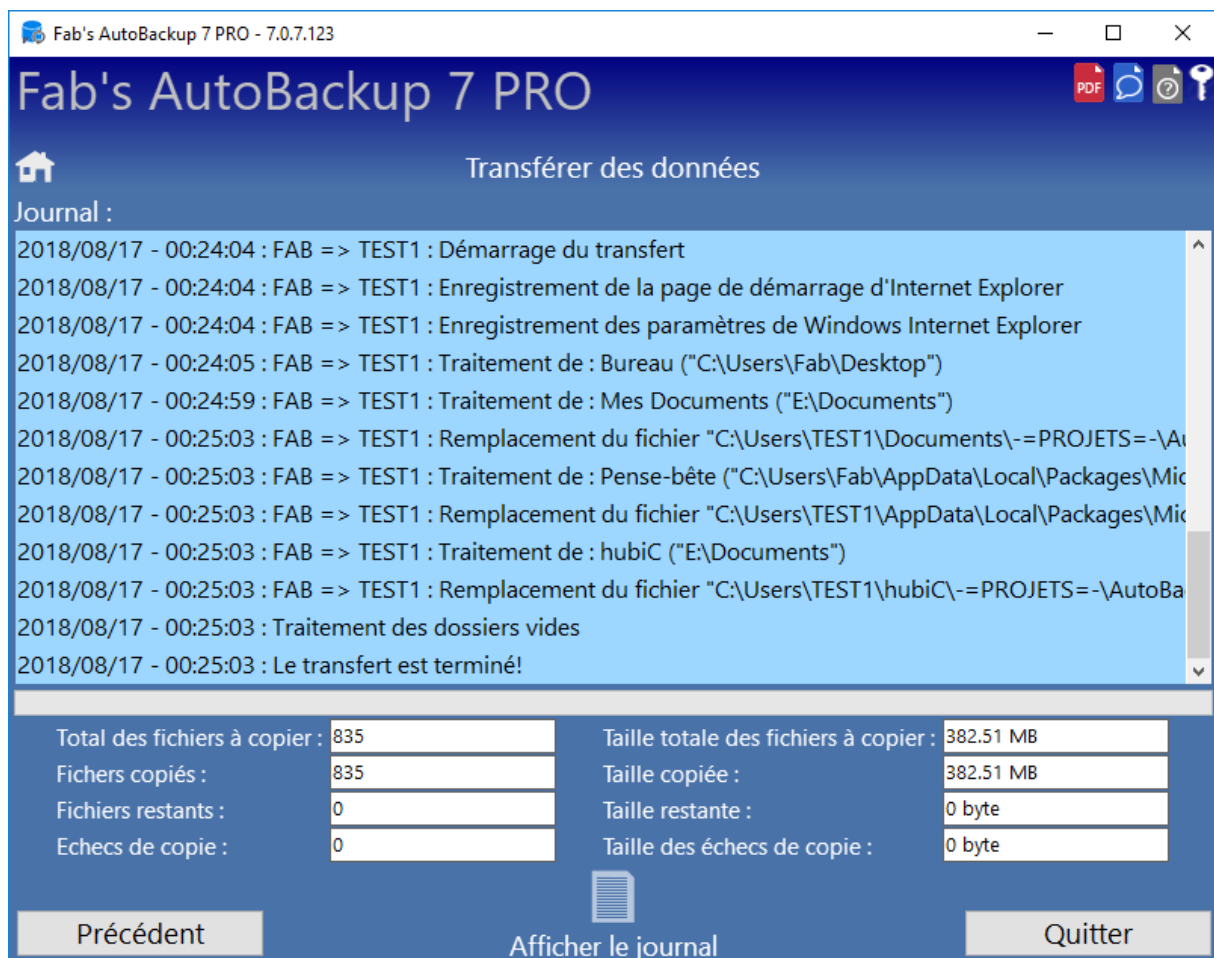 Fab's AutoBackup 7 PRO - 7.0.7.123
Fab's AutoBackup 7 PRO
PDF
Transférer des données
Journal :
2018/08/17 - 00:24:04 : FAB => TEST1 : Démarrage du transfert
2018/08/17 - 00:24:04 : FAB => TEST1 : Enregistrement de la page de démarrage d'Internet Explorer
2018/08/17 - 00:24:04 : FAB => TEST1 : Enregistrement des paramètres de Windows Internet Explorer
2018/08/17 - 00:24:05 : FAB => TEST1 : Traitement de : Bureau ("C:\Users\Fab\Desktop")
2018/08/17 - 00:24:59 : FAB => TEST1 : Traitement de : Mes Documents ("E:\Documents")
2018/08/17 - 00:25:03 : FAB => TEST1 : Remplacement du fichier "C:\Users\TEST1\Documents\-=PROJETS=-\Au
2018/08/17 - 00:25:03 : FAB => TEST1 : Traitement de : Pense-bête ("C:\Users\Fab\AppData\Local\Packages\Mic
2018/08/17 - 00:25:03 : FAB => TEST1 : Remplacement du fichier "C:\Users\TEST1\AppData\Local\Packages\Mic
2018/08/17 - 00:25:03 : FAB => TEST1 : Traitement de : hubiC ("E:\Documents")
2018/08/17 - 00:25:03 : FAB => TEST1 : Remplacement du fichier "C:\Users\TEST1\hubiC\-=PROJETS=-\AutoBa
2018/08/17 - 00:25:03 : Traitement des dossiers vides
2018/08/17 - 00:25:03 : Le transfert est terminé!
Total des fichiers à copier : 835 Taille totale des fichiers à copier : 382.51 MB
Fichers copiés : 835 Taille copiée : 382.51 MB
Fichiers restants : 0 Taille restante : 0 byte
Echecs de copie : 0 Taille des échecs de copie : 0 byte
Précédent Afficher le journal Quitter